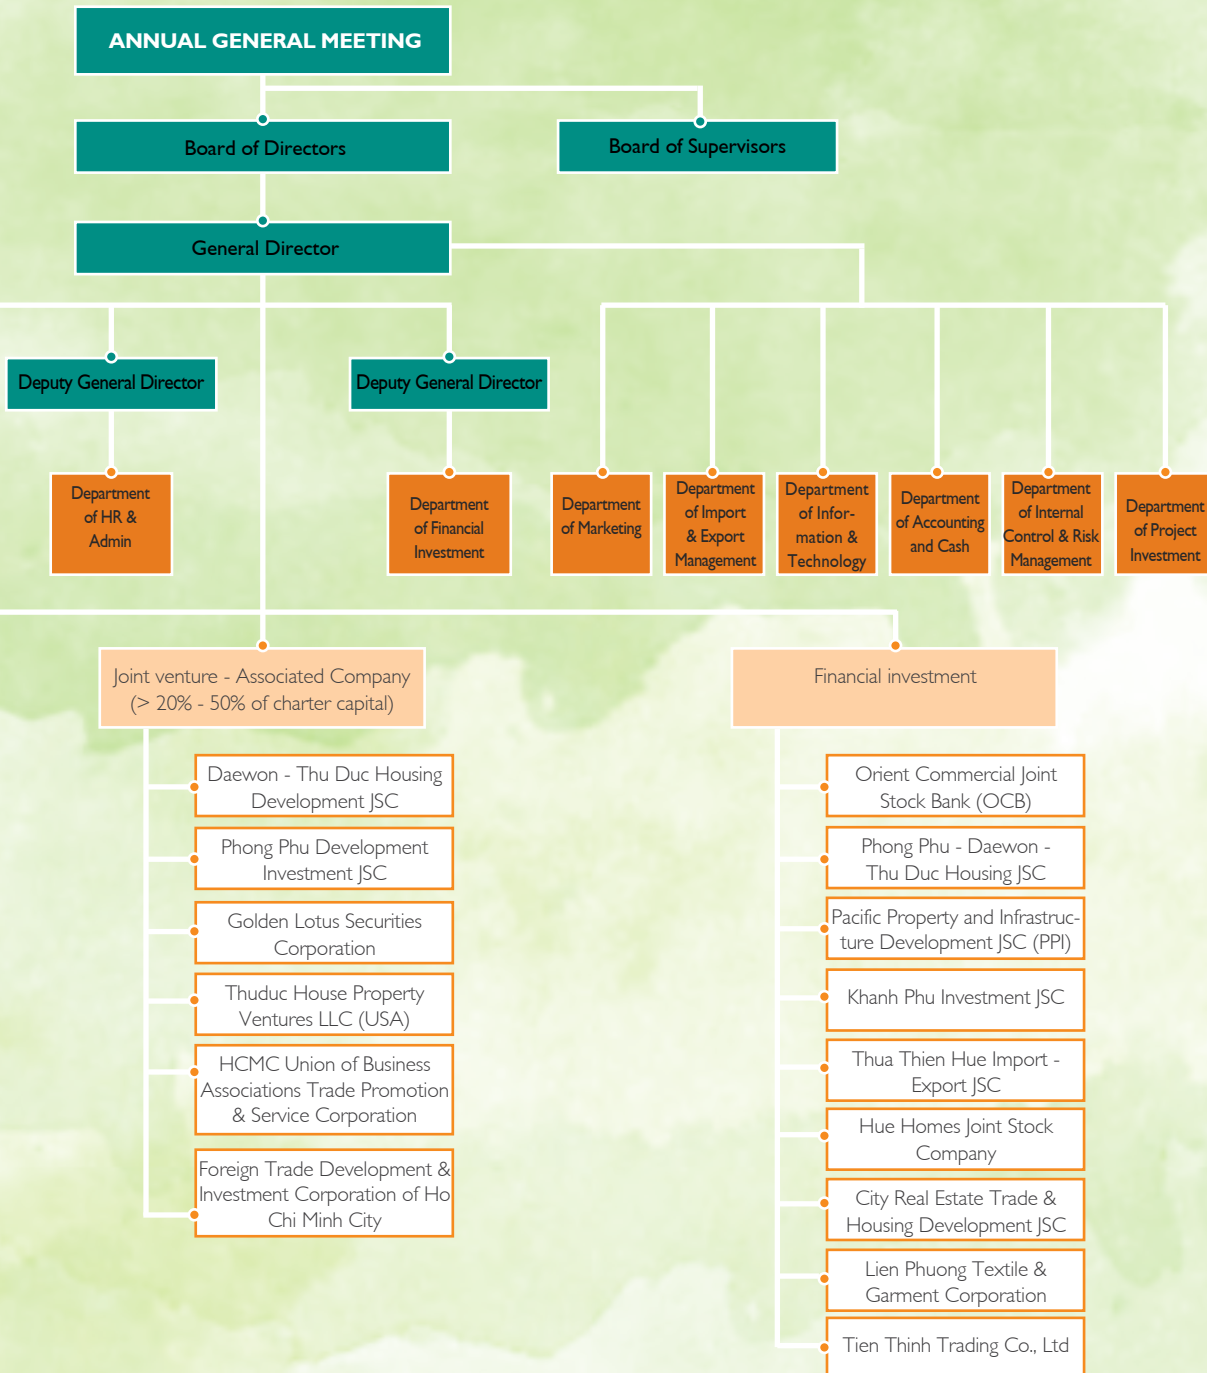 ANNUAL GENERAL MEETING
Board of Directors
Board of Supervisors
General Director
Deputy General Director
Deputy General Director
Department
of HR &
Admin
Department
of Financial
Investment
Department
of Marketing
Department
of Import
& Export
Management
Department
of Infor-
mation &
Technology
Department
of Accounting
and Cash
Department
of Internal
Control & Risk
Management
Department
of Project
Investment
Joint venture - Associated Company
(> 20% - 50% of charter capital)
Daewon - Thu Duc Housing
Development JSC
Phong Phu Development
Investment JSC
Golden Lotus Securities
Corporation
Thuduc House Property
Ventures LLC (USA)
HCMC Union of Business
Associations Trade Promotion
& Service Corporation
Foreign Trade Development &
Investment Corporation of Ho
Chi Minh City
Financial investment
Orient Commercial Joint
Stock Bank (OCB)
Phong Phu - Daewon -
Thu Duc Housing JSC
Pacific Property and Infrastruc-
ture Development JSC (PPI)
Khanh Phu Investment JSC
Thua Thien Hue Import -
Export JSC
Hue Homes Joint Stock
Company
City Real Estate Trade &
Housing Development JSC
Lien Phuong Textile &
Garment Corporation
Tien Thinh Trading Co., Ltd